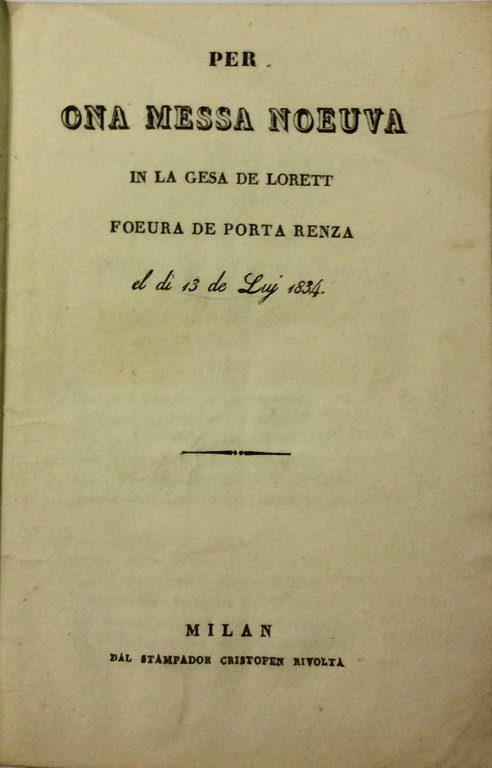 PER
ONA MESSA NOEUVA
IN LA GESA DE LORETT
FOEURA DE PORTA RENZA
el dì 13 de Luj 1834.
MILAN
DAL STAMPADOR CRISTOFEN RIVOLTA